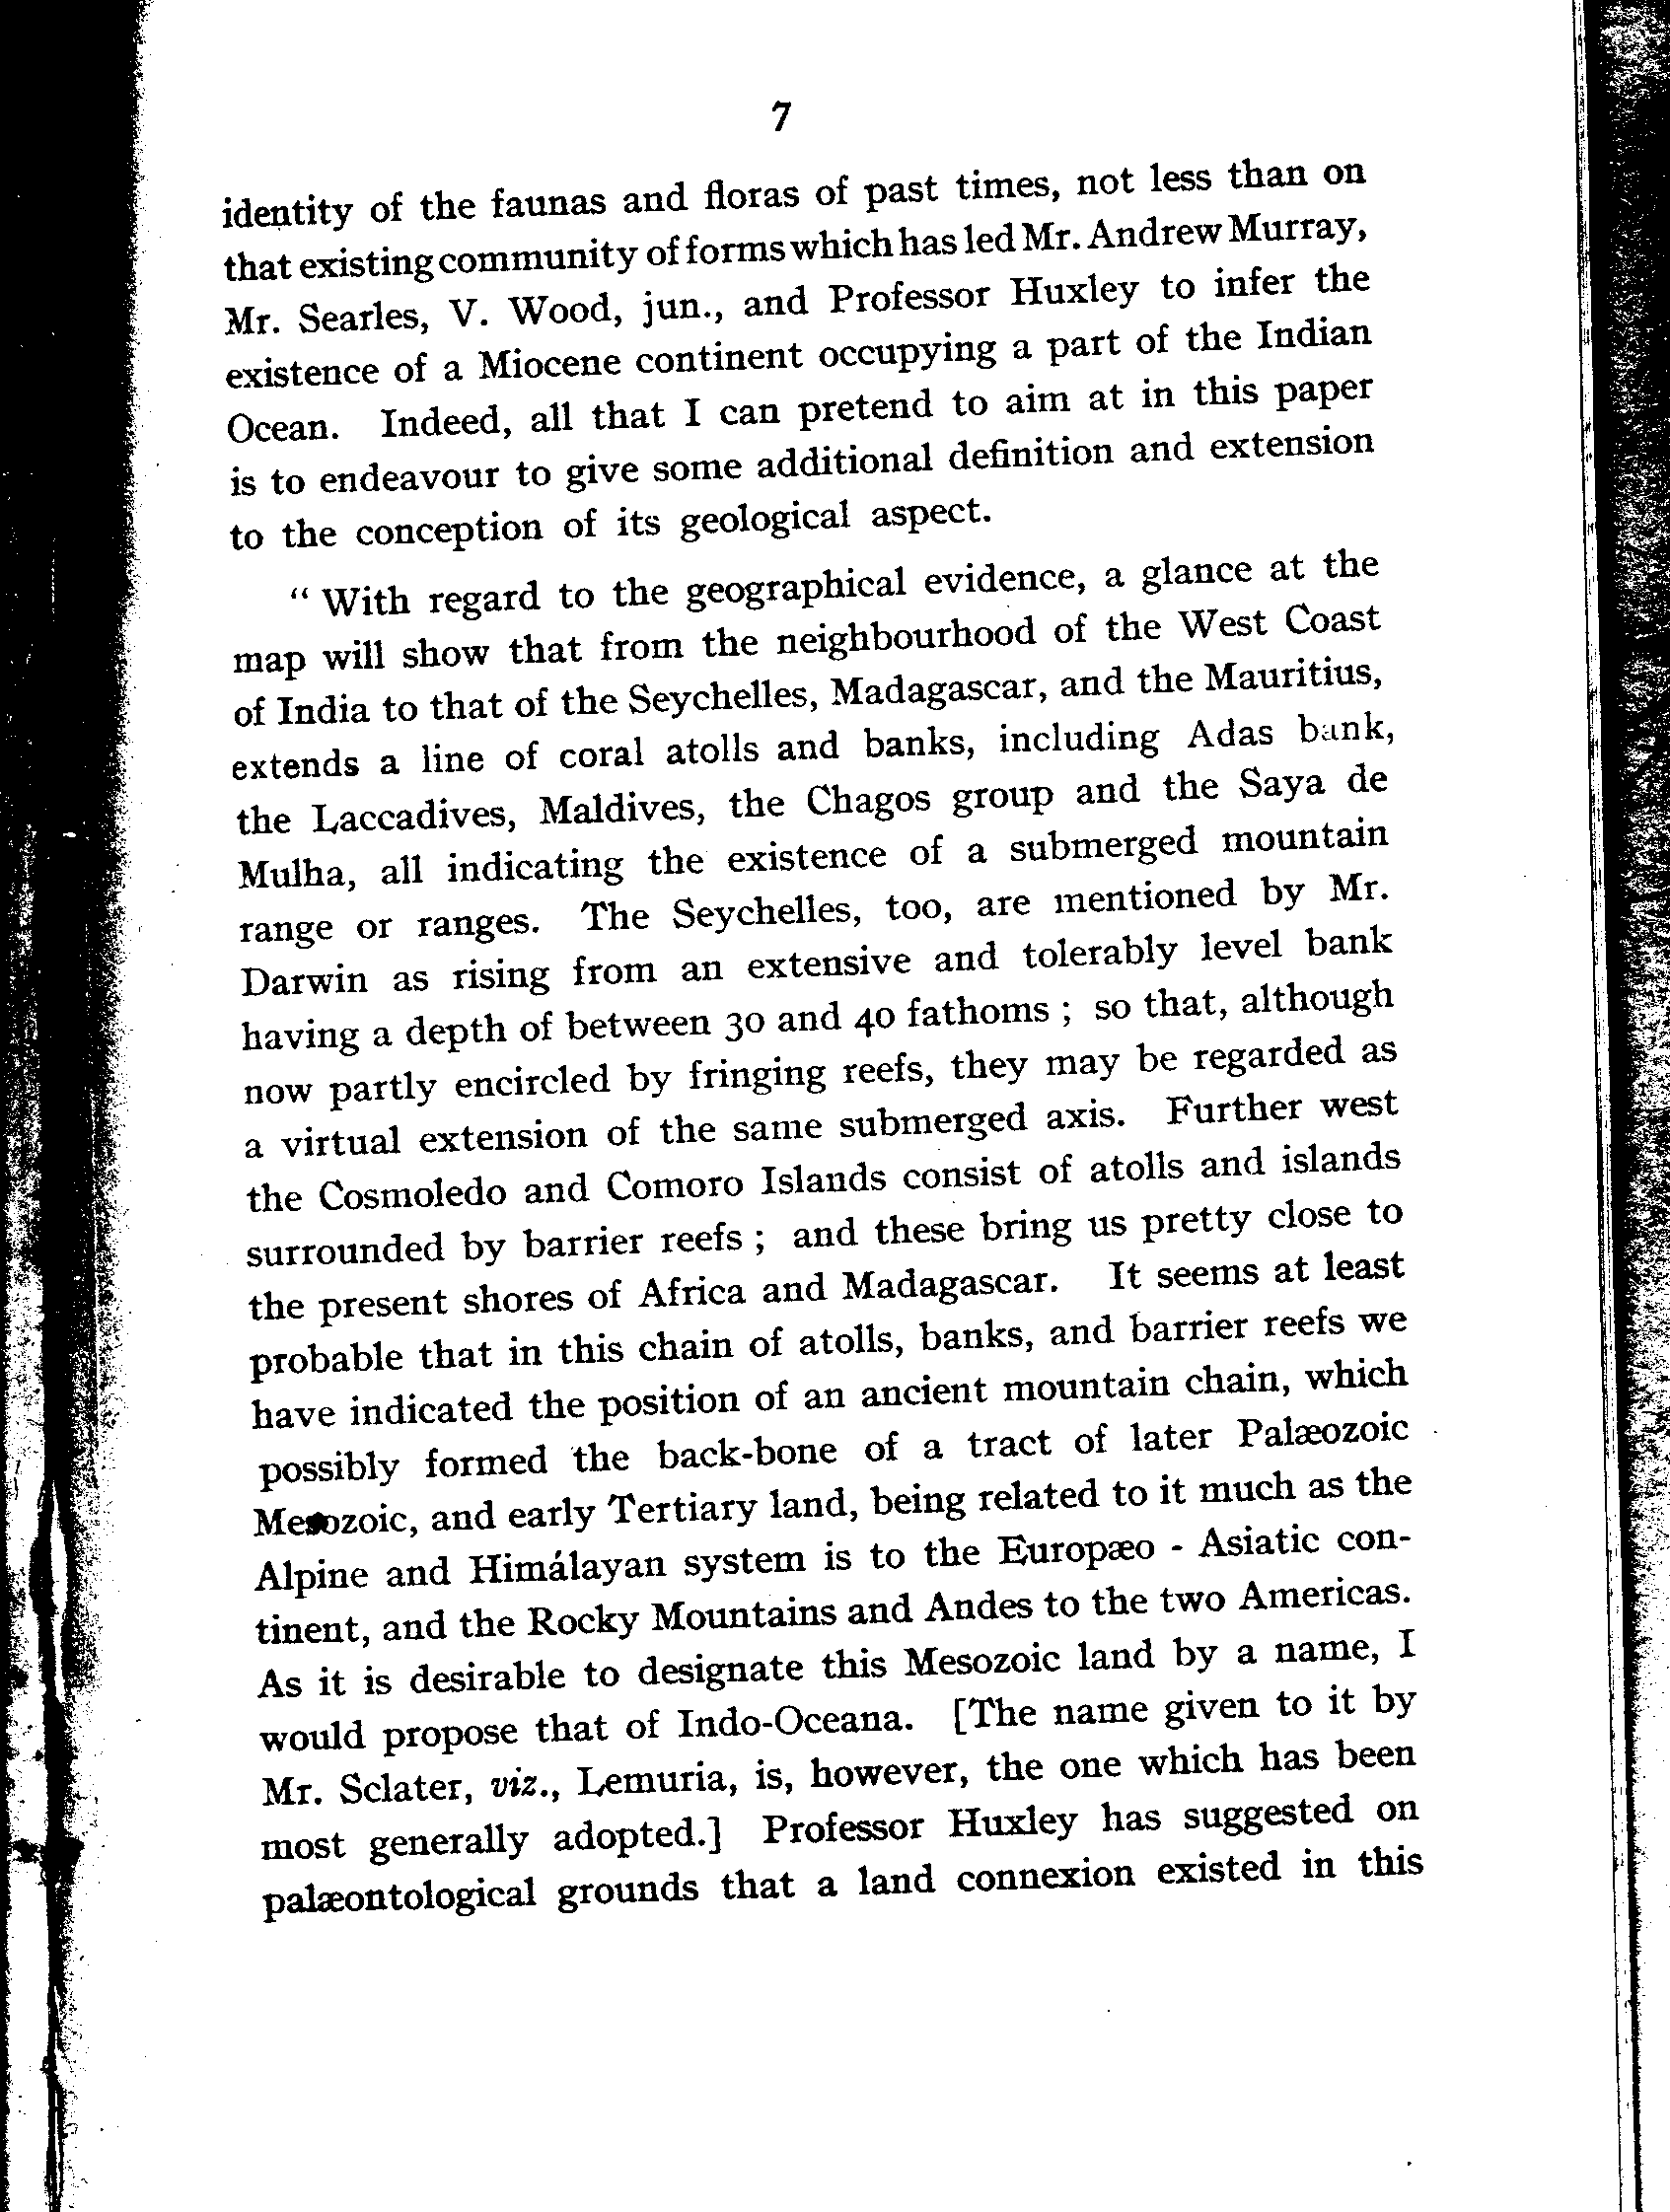 7
identity of the faunas and floras of past times, not less than on
that existing community of forms which has led Mr. Andrew Murray,
Mr. Searles, V. Wood, jun., and Professor Huxley to infer the
existence of a Miocene continent occupying a part of the Indian
Ocean. Indeed, all that I can pretend to aim at in this paper
is to endeavour to give some additional definition and extension
to the conception of its geological aspect.
“ With regard to the geographical evidence, a glance at the
map will show that from the neighbourhood of the West Coast
of India to that of the Seychelles, Madagascar, and the Mauritius,
extends a line of coral atolls and banks, including Adas bank,
the Laccadives, Maldives, the Chagos group and the Saya de
Mulha, all indicating the existence of a submerged mountain
range or ranges. The Seychelles, too, are mentioned by Mr.
Darwin as rising from an extensive and tolerably level bank
having a depth of between 30 and 40 fathoms ; so that, although
now partly encircled by fringing reefs, they may be regarded as
a virtual extension of the same submerged axis. Further west
the Cosmoledo and Comoro Islands consist of atolls and islands
surrounded by barrier reefs ; and these bring us pretty close to
the present shores of Africa and Madagascar. It seems at least
probable that in this chain of atolls, banks, and barrier reefs we
have indicated the position of an ancient mountain chain, which
possibly formed the back-bone of a tract of later Palæozoic
Mesozoic, and early Tertiary land, being related to it much as the
Alpine and Himálayan system is to the Europæo - Asiatic con-
tinent, and the Rocky Mountains and Andes to the two Americas.
As it is desirable to designate this Mesozoic land by a name, I
would propose that of Indo-Oceana. [The name given to it by
Mr. Sclater, viz., Lemuria, is, however, the one which has been
most generally adopted.] Professor Huxley has suggested on
palæontological grounds that a land connexion existed in this